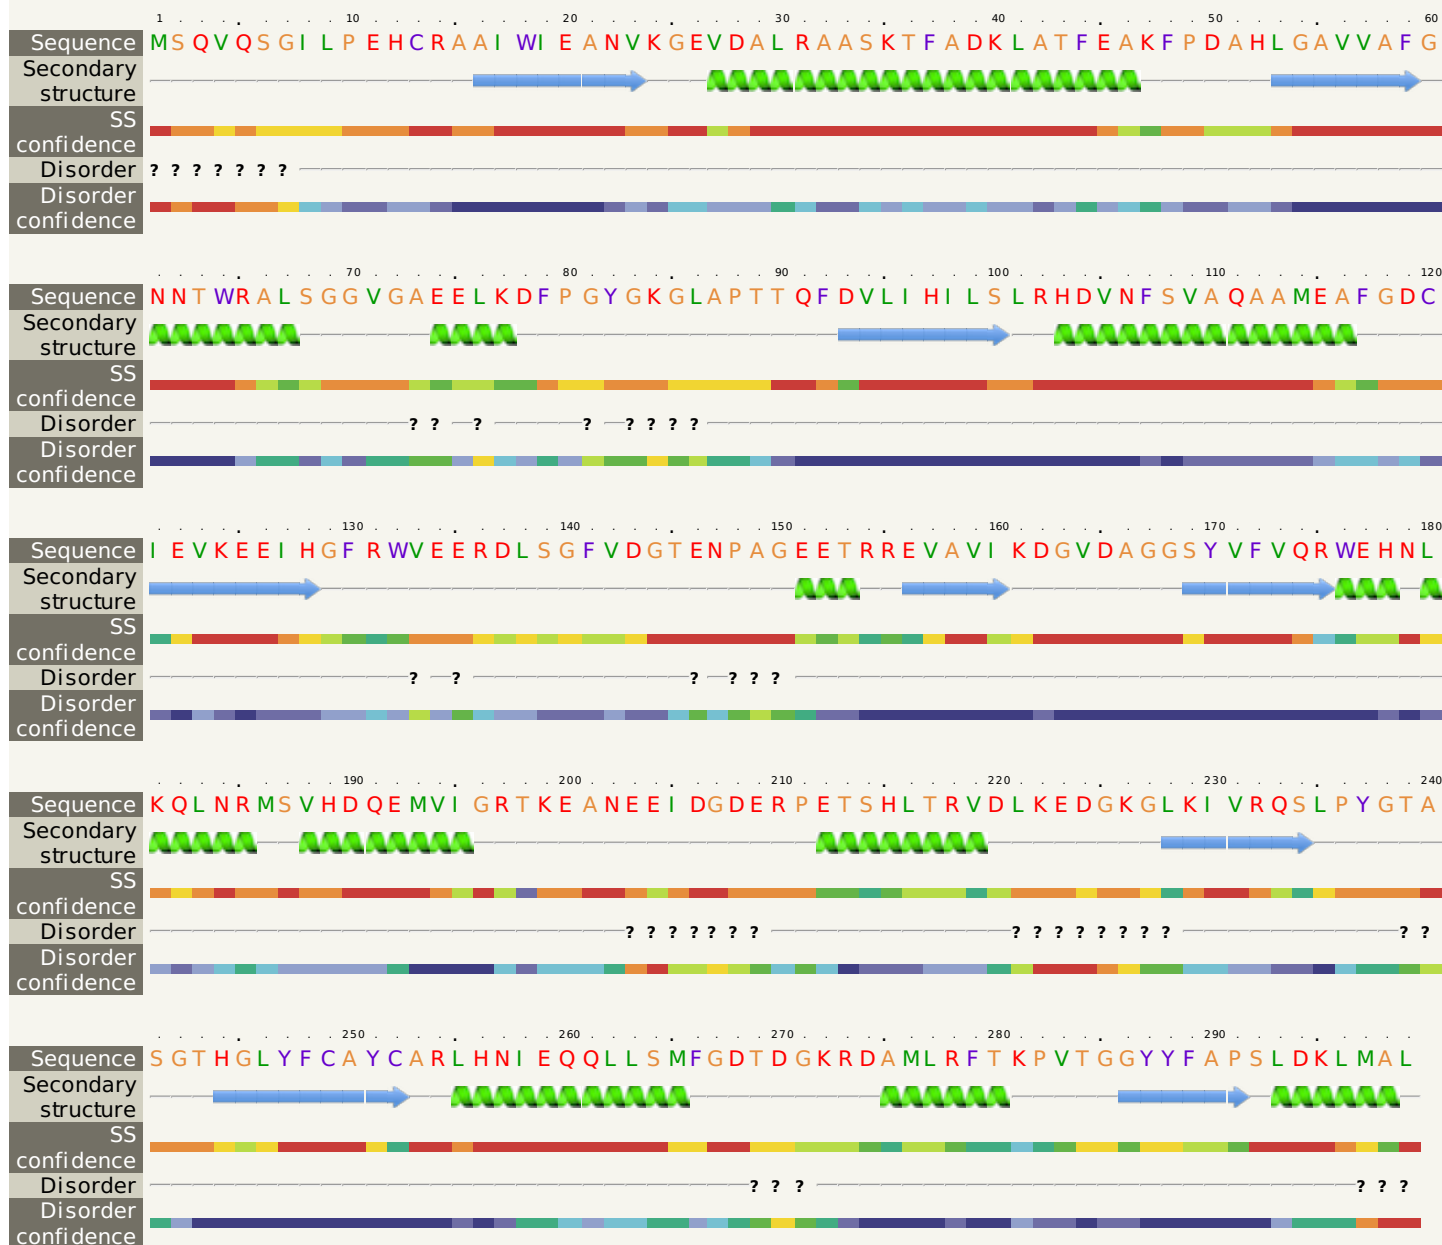 1 10 20 30 40 50 60
Sequence MSQVQSGILPEHCRAAIWIEANVKGEVDALRAASKTFADKLATFEAKFPDAHLGAVVAFG
Secondary
structure
SS
confidence
Disorder ? ? ? ? ? ? ?
Disorder
confidence
70 80 90 100 110 120
Sequence NNTWRALSGGVGAEELKDFPGYGKGLAPTTQFDVLIHILSLRHDVNFSVAQAAMEAFGDC
Secondary
structure
SS
confidence
Disorder ? ? ? ? ? ? ? ?
Disorder
confidence
130 140 150 160 170 180
Sequence IEVKEEIHGFRWVEERDLSGFVDGTENPAGEETRREVAVIKDGVDAGGSYVFVQRWEHNL
Secondary
structure
SS
confidence
Disorder ? ? ? ? ? ?
Disorder
confidence
190 200 210 220 230 240
Sequence KQLNRMSVHDQEMVIGRTKEANEEIDGDERPETSHLTRVDLKEDGKGLKIVRQSLPYGTA
Secondary
structure
SS
confidence
Disorder ? ? ? ? ? ? ? ? ? ? ? ? ? ? ? ? ?
Disorder
confidence
250 260 270 280 290
Sequence SGTHGLYFCAYCARLHNIEQQLLSMFGDTDGKRDAMLRFTKPVTGGYYFAPSLDKLMAL
Secondary
structure
SS
confidence
Disorder ? ? ? ? ? ?
Disorder
confidence